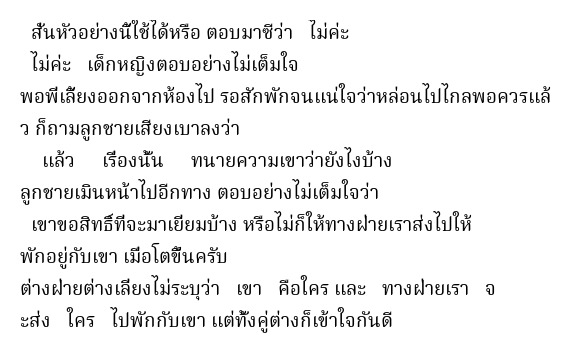 สั่นหัวอย่างนี้ใช้ได้หรือ ตอบมาซีว่า ไม่ค่ะ
ไม่ค่ะ เด็กหญิงตอบอย่างไม่เต็มใจ
พอพี่เลี้ยงออกจากห้องไป รอสักพักจนแน่ใจว่าหล่อนไปไกลพอควรแล้
ว ก็ถามลูกชายเสียงเบาลงว่า
แล้ว เรื่องนั้น ทนายความเขาว่ายังไงบ้าง
ลูกชายเมินหน้าไปอีกทาง ตอบอย่างไม่เต็มใจว่า
เขาขอสิทธิ์ที่จะมาเยี่ยมบ้าง หรือไม่ก็ให้ทางฝ่ายเราส่งไปให้
พักอยู่กับเขา เมื่อโตขึ้นครับ
ต่างฝ่ายต่างเลี่ยงไม่ระบุว่า เขา คือใคร และ ทางฝ่ายเรา จ
ะส่ง ใคร ไปพักกับเขา แต่ทั้งคู่ต่างก็เข้าใจกันดี